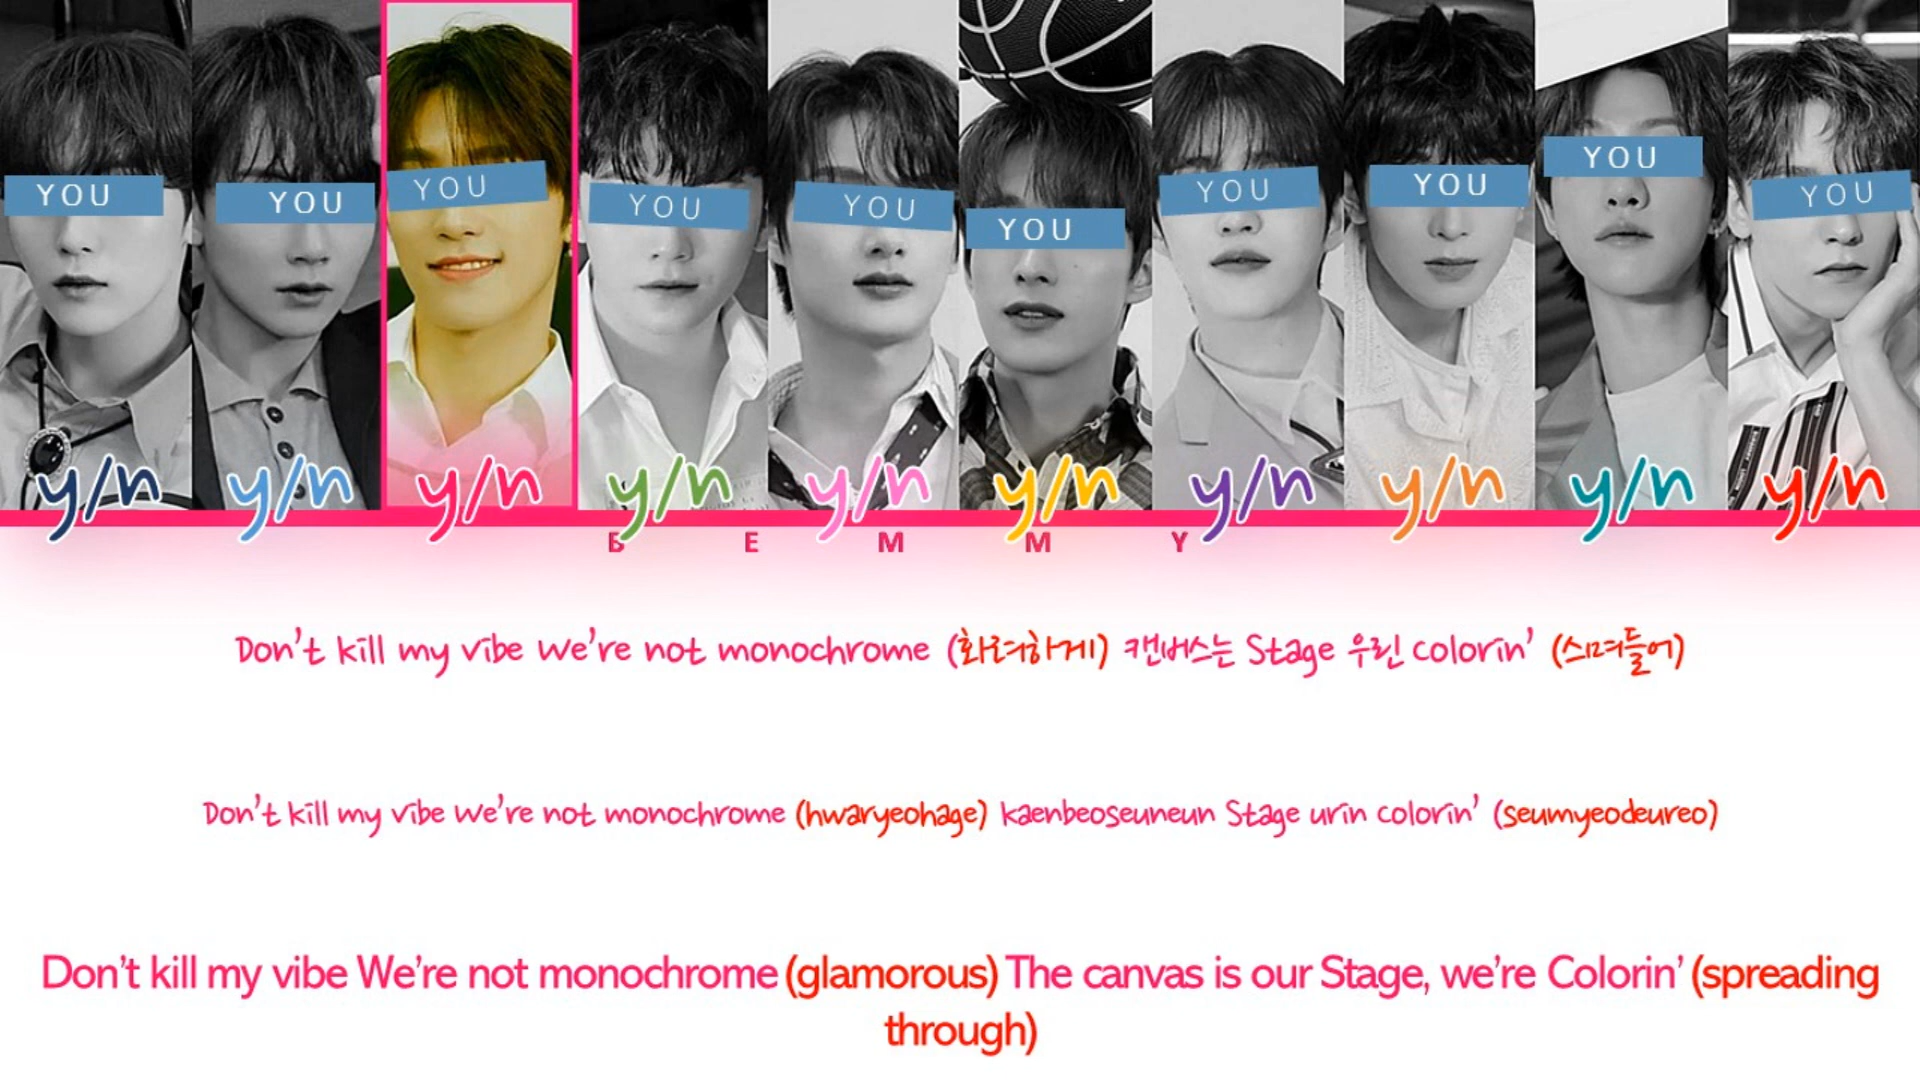 YOU YOU YOU YOU YOU YOU YOU YOU YOU YOU
y/n y/n y/n y/n y/n y/n y/n y/n y/n y/n
B E M M Y
Don't kill my vibe We're not monochrome (화려하게) 캔버스는 Stage 우린 colorin' (스며들어)
Don't kill my vibe We're not monochrome (hwaryeohage) kaenbeoseuneun Stage urin colorin' (seumyeodeureo)
Don't kill my vibe We're not monochrome (glamorous) The canvas is our Stage, we're Colorin' (spreading
through)